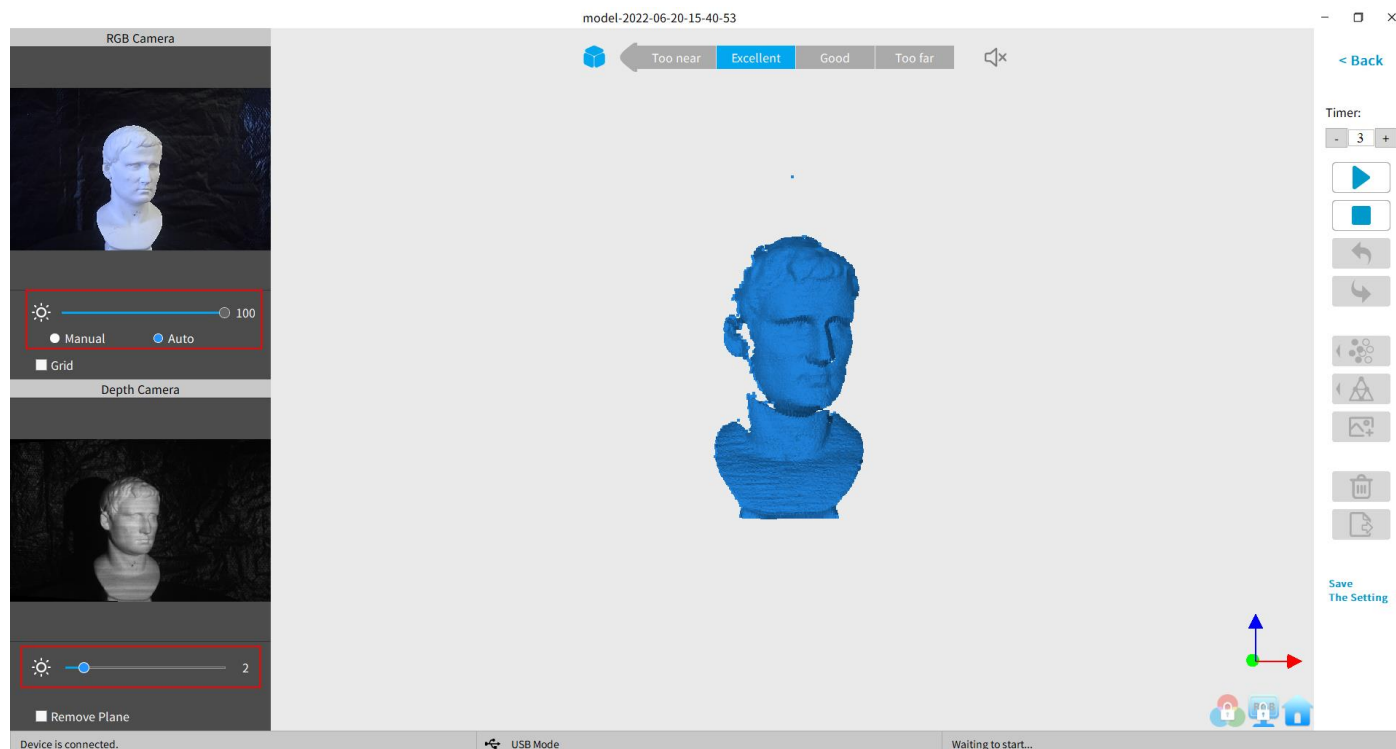 model-2022-06-20-15-40-53
RGB Camera
Too near
Excellent
Good
Too far
< Back
Timer:
- 3 +
100
Manual
Auto
Grid
Depth Camera
2
Remove Plane
Save
The Setting
RGB
Device is connected.
USB Mode
Waiting to start...